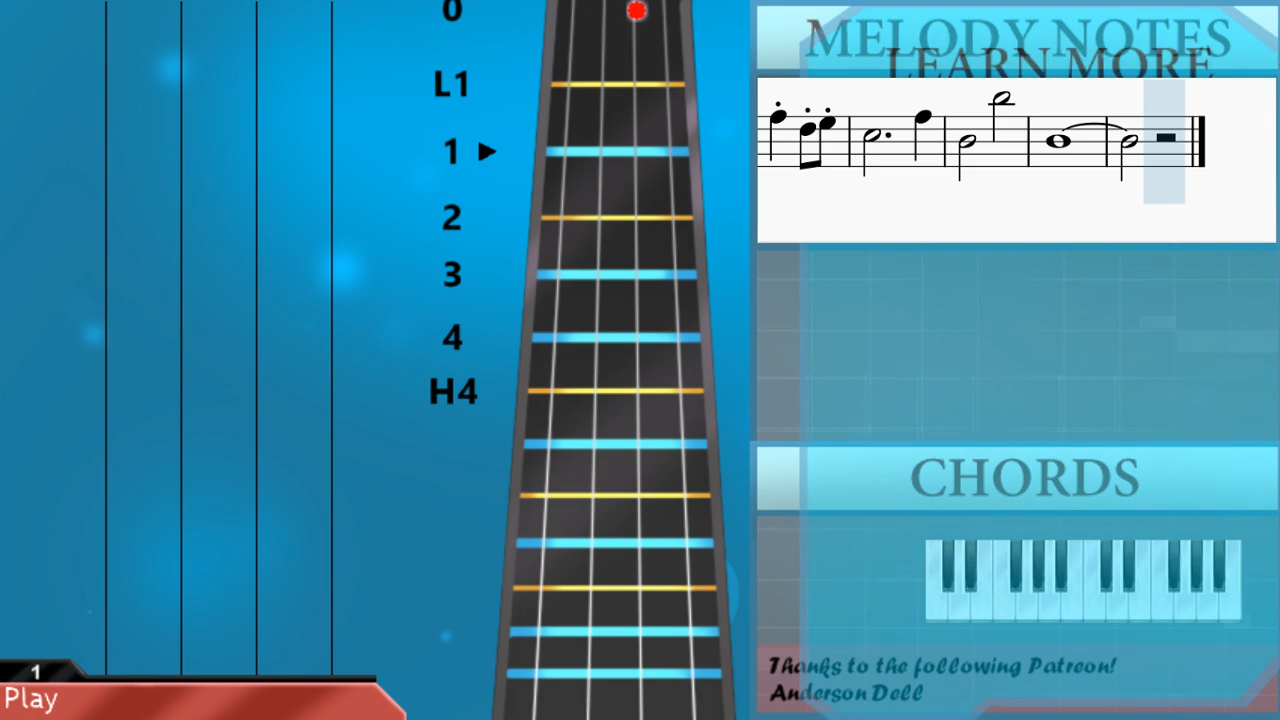 0
L1
1
2
3
4
H4
1
Play
MELODY NOTES
LEARN MORE
CHORDS
Thanks to the following Patreon!
Anderson Dell